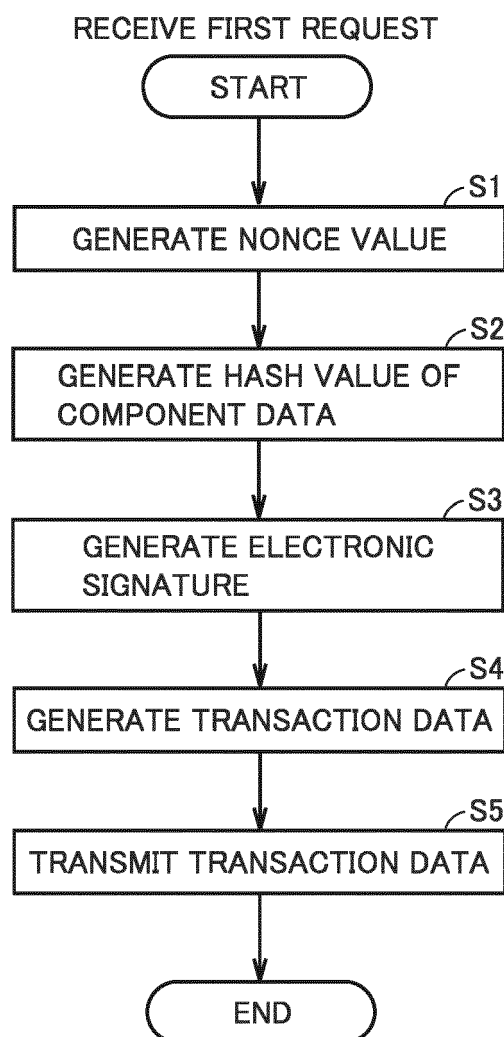 RECEIVE FIRST REQUEST
START
S1
GENERATE NONCE VALUE
S2
GENERATE HASH VALUE OF
COMPONENT DATA
S3
GENERATE ELECTRONIC
SIGNATURE
S4
GENERATE TRANSACTION DATA
S5
TRANSMIT TRANSACTION DATA
END